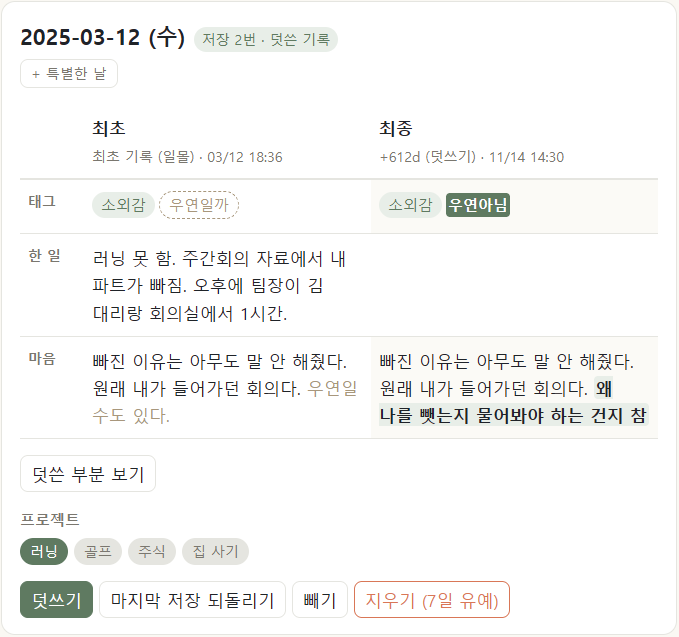 2025-03-12 (수) 저장 2번 · 덧쓴 기록
+ 특별한 날
최초 최종
최초 기록 (일몰) · 03/12 18:36 +612d (덧쓰기) · 11/14 14:30
태그 소외감 우연일까 소외감 우연아님
한 일 러닝 못 함. 주간회의 자료에서 내
파트가 빠짐. 오후에 팀장이 김
대리랑 회의실에서 1시간.
마음 빠진 이유는 아무도 말 안 해줬다. 빠진 이유는 아무도 말 안 해줬다.
원래 내가 들어가던 회의다. 우연일 원래 내가 들어가던 회의다. 왜
수도 있다. 나를 뺏는지 물어봐야 하는 건지 참
덧쓴 부분 보기
프로젝트
러닝 골프 주식 집 사기
덧쓰기 마지막 저장 되돌리기 빼기 지우기 (7일 유예)